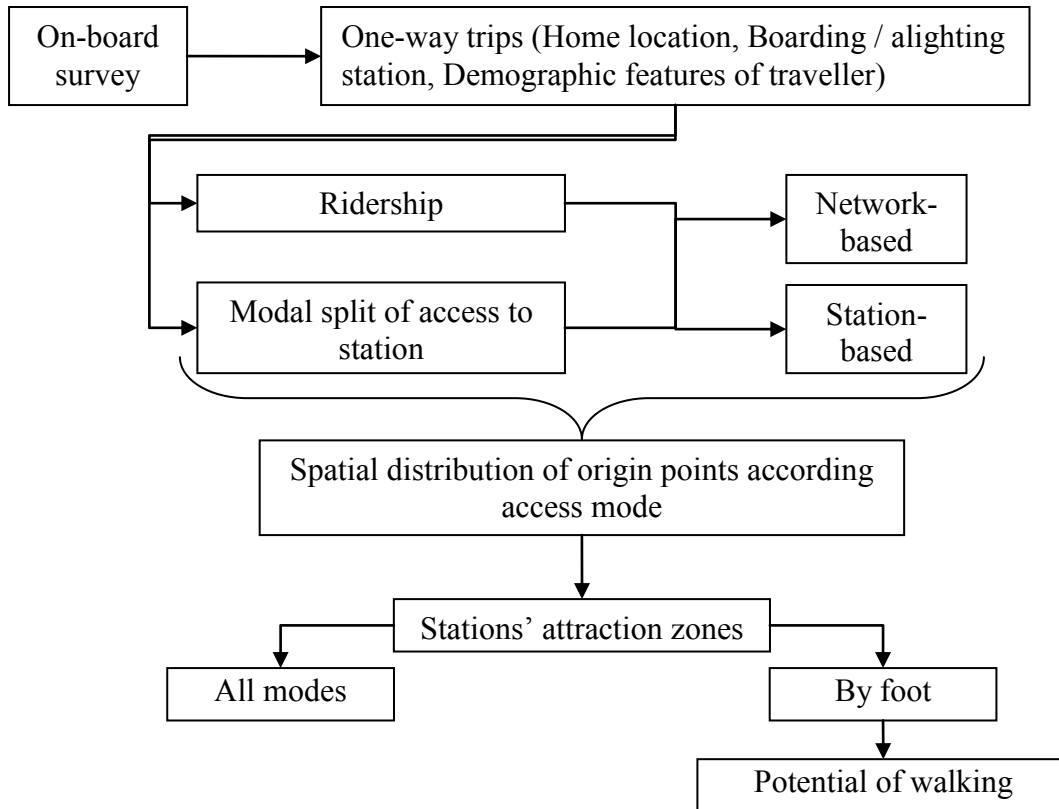 On-board
survey
One-way trips (Home location, Boarding / alighting
station, Demographic features of traveller)
Ridership
Network-
based
Modal split of access to
station
Station-
based
Spatial distribution of origin points according
access mode
Stations’ attraction zones
All modes
By foot
Potential of walking